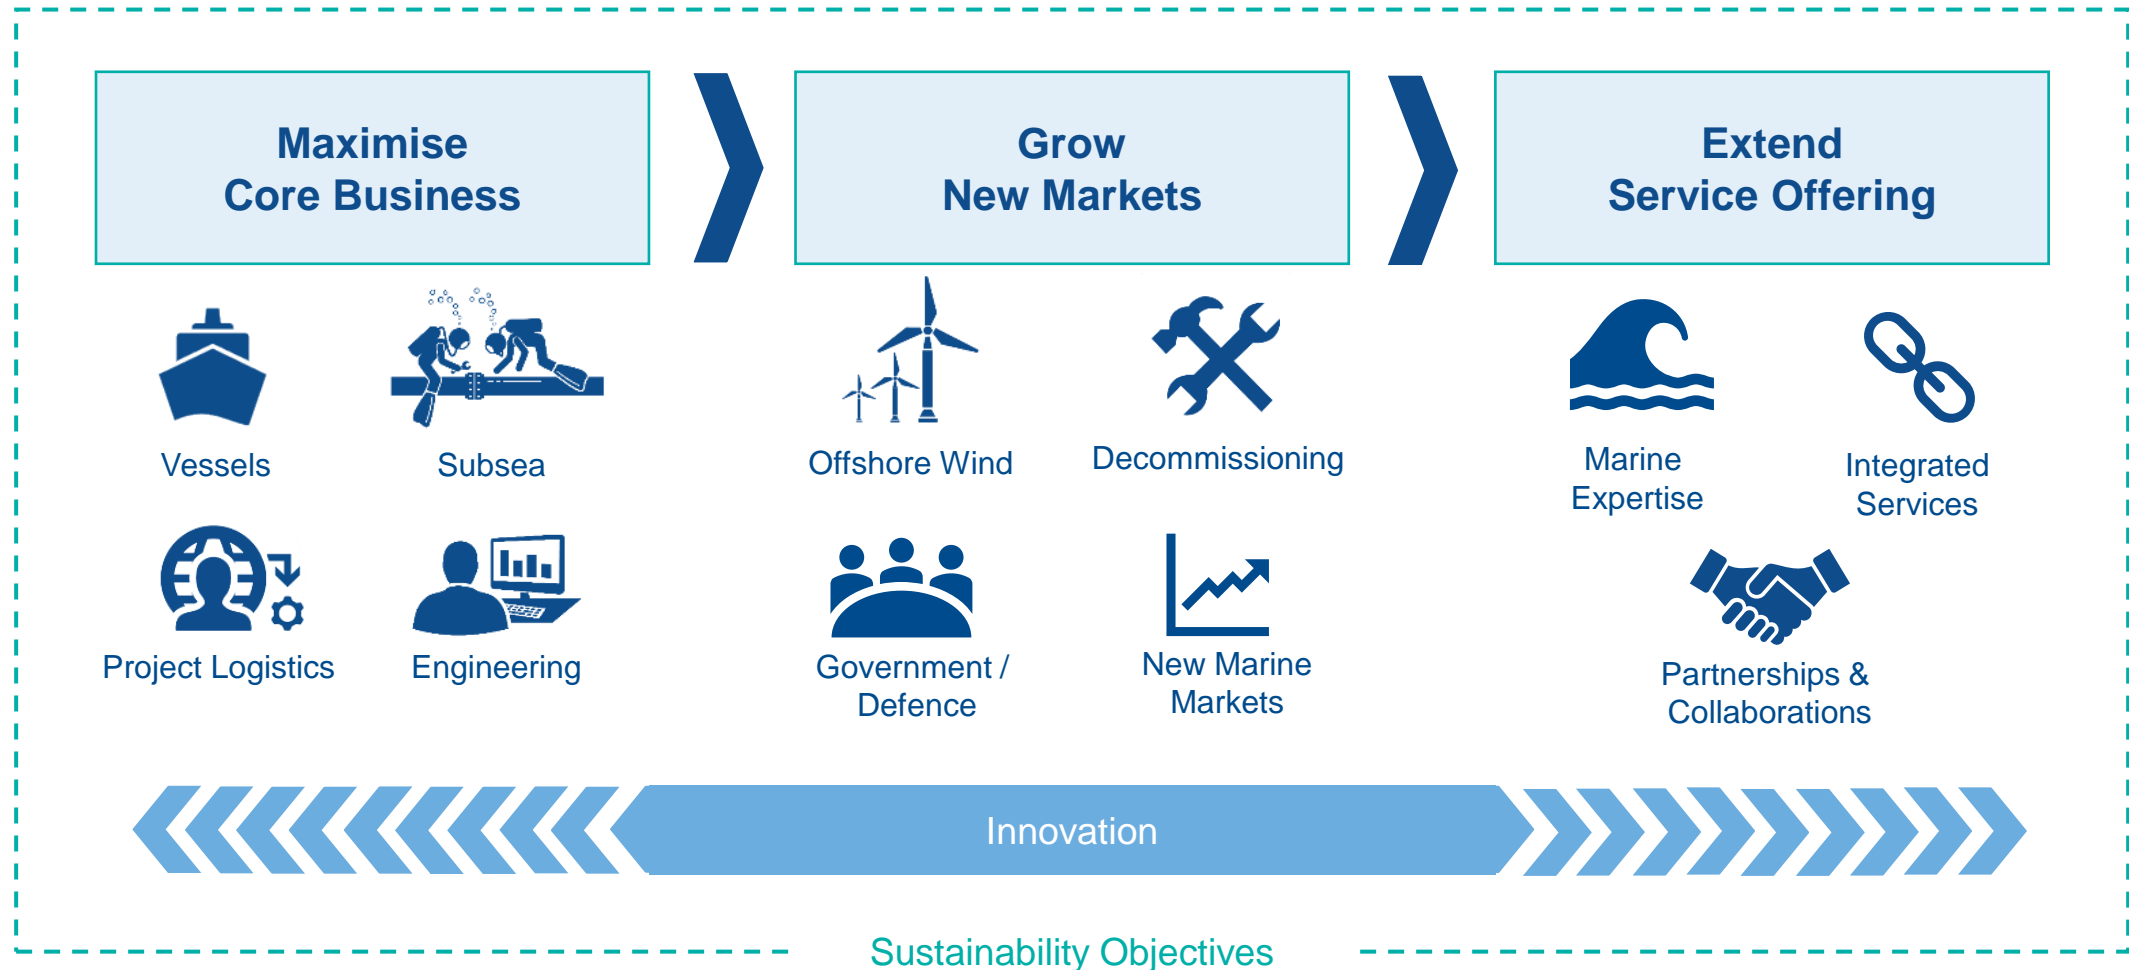 Maximise
Core Business
Grow
New Markets
Extend
Service Offering
Vessels
Subsea
Project Logistics
Engineering
Offshore Wind
Decommissioning
Government /
Defence
New Marine
Markets
Marine
Expertise
Integrated
Services
Partnerships &
Collaborations
Innovation
Sustainability Objectives